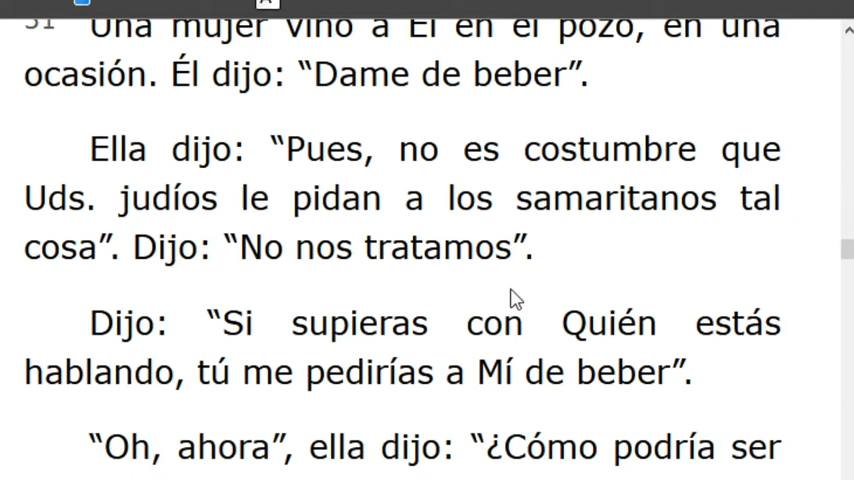 51 Una mujer vino a Él en el pozo, en una
ocasión. Él dijo: “Dame de beber”.
Ella dijo: “Pues, no es costumbre que
Uds. judíos le pidan a los samaritanos tal
cosa”. Dijo: “No nos tratamos”.
Dijo: “Si supieras con Quién estás
hablando, tú me pedirías a Mí de beber”.
“Oh, ahora”, ella dijo: “¿Cómo podría ser